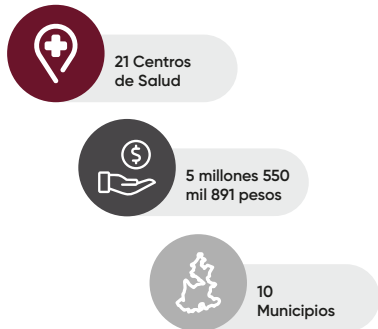 21 Centros
de Salud
$
5 millones 550
mil 891 pesos
10
Municipios